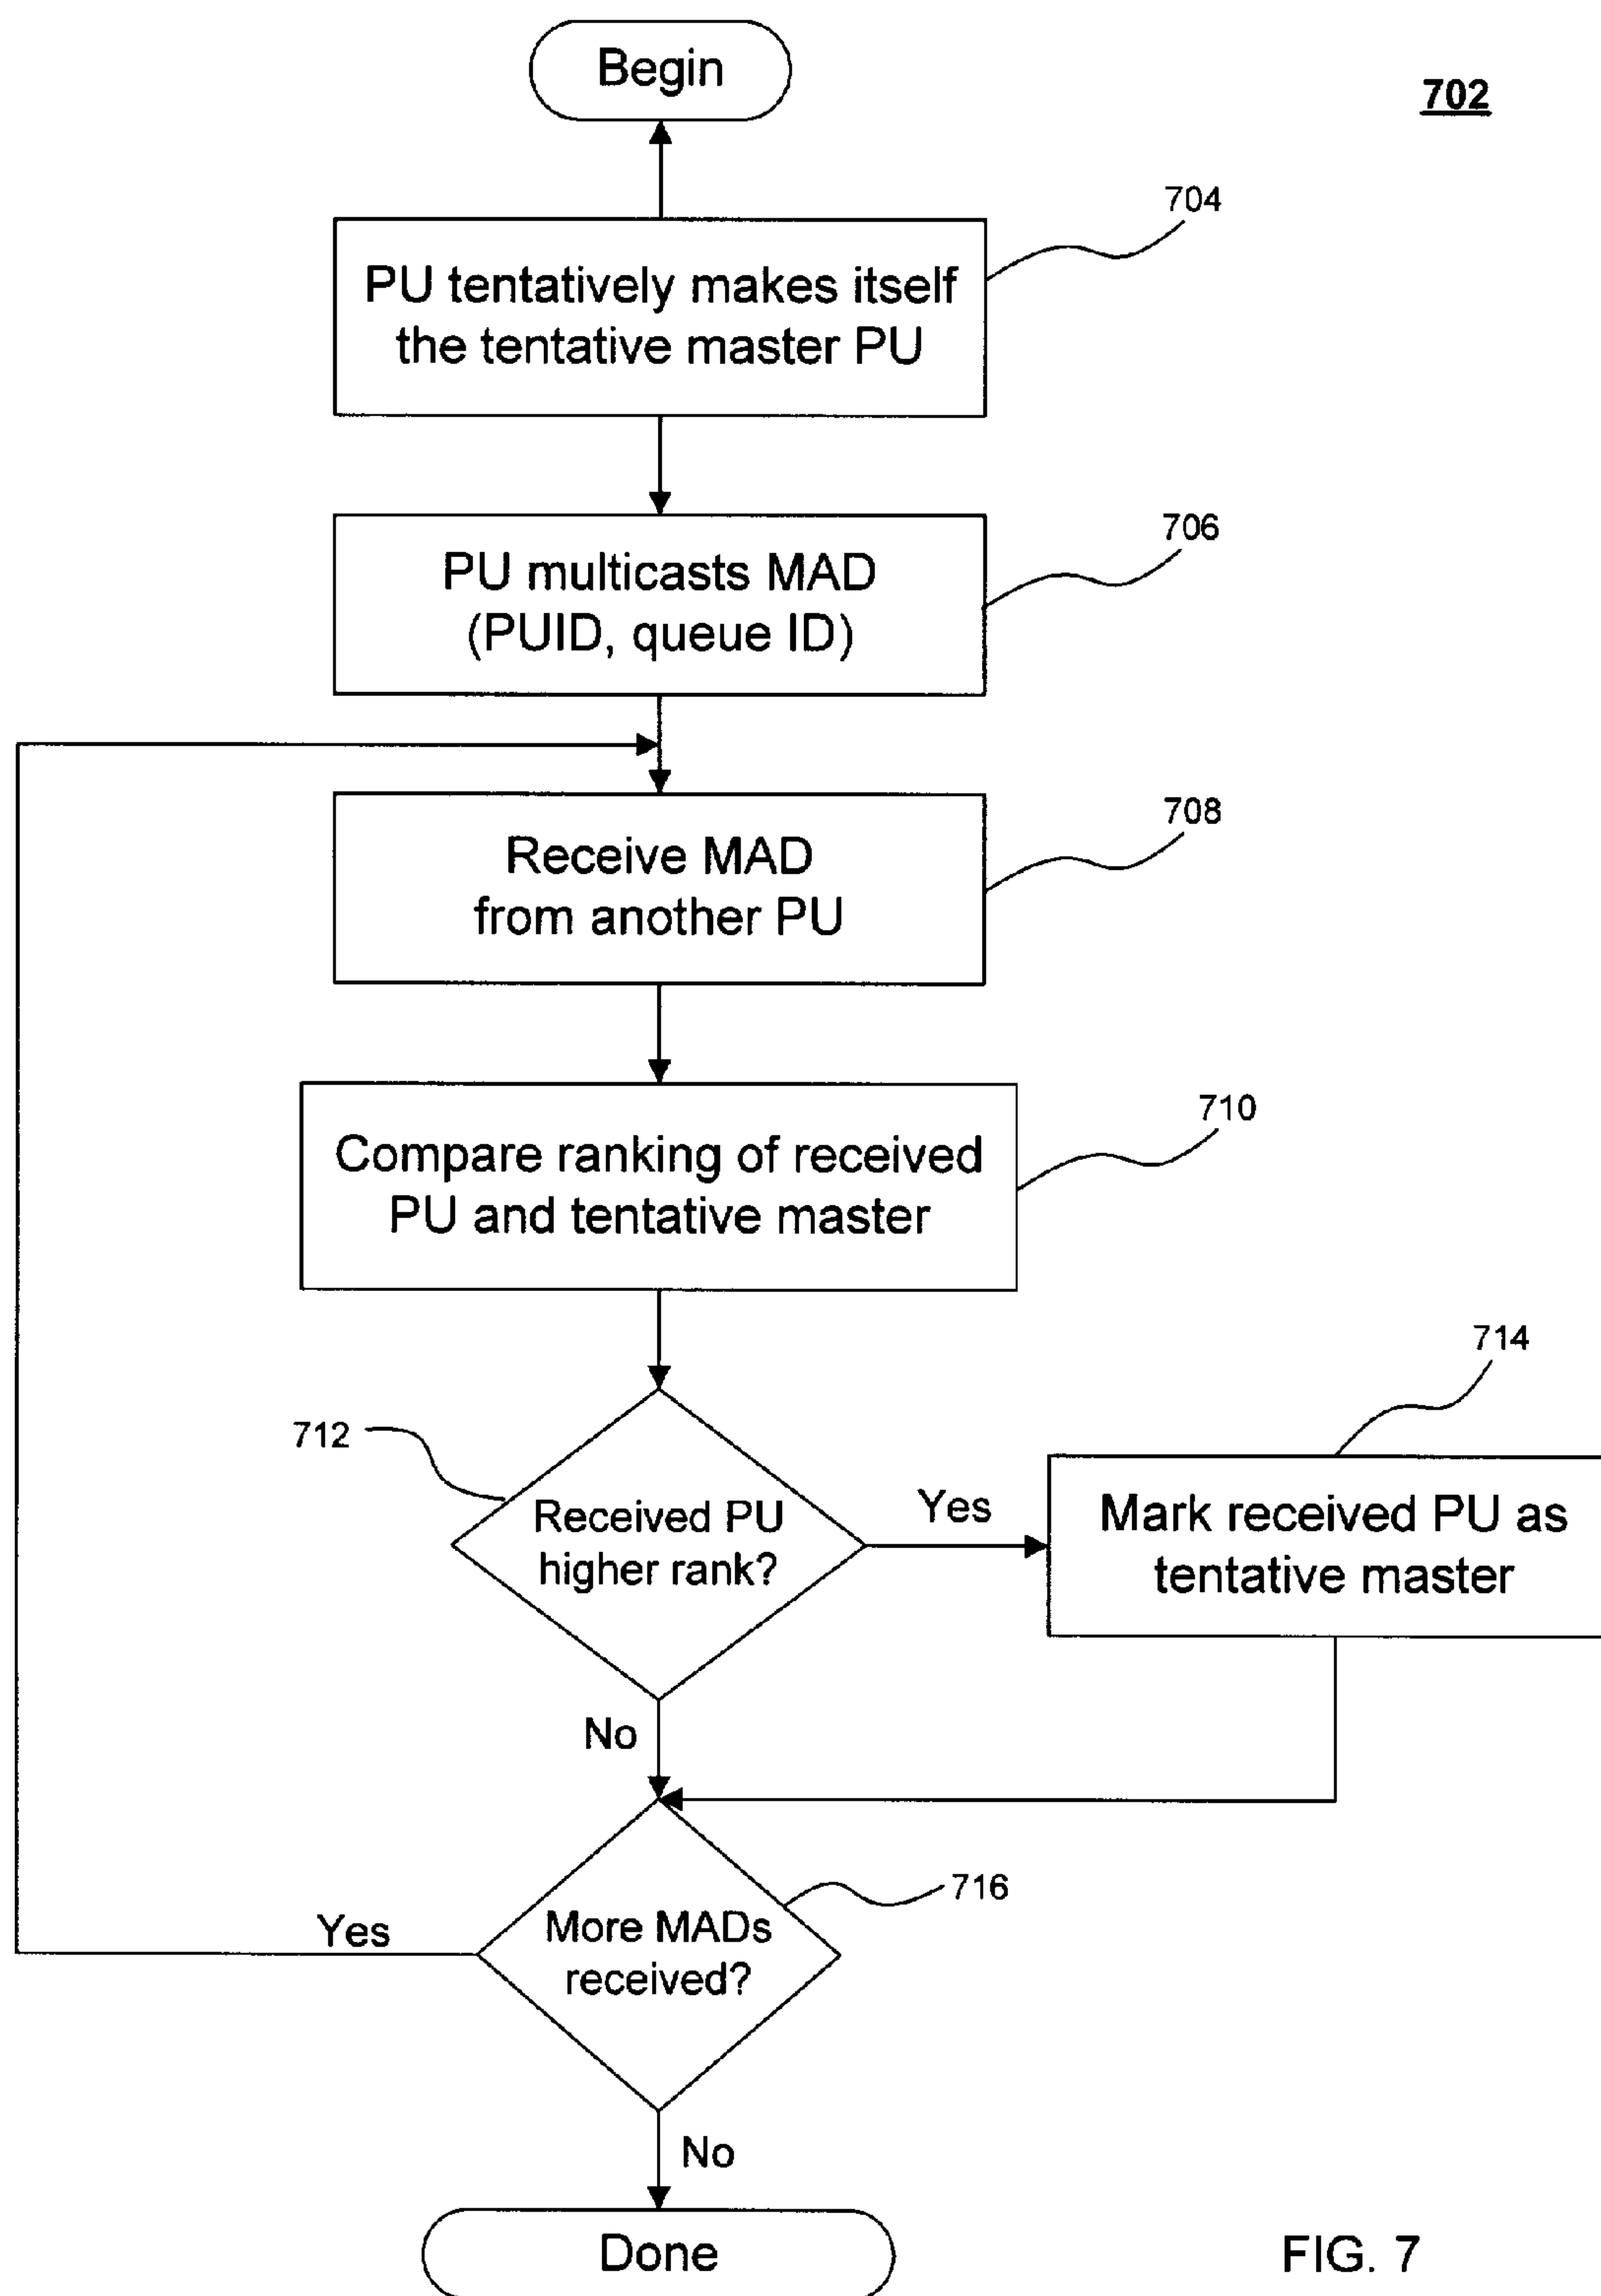 Begin
702
704
PU tentatively makes itself
the tentative master PU
706
PU multicasts MAD
(PUID, queue ID)
708
Receive MAD
from another PU
710
Compare ranking of received
PU and tentative master
714
712
Received PU
higher rank?
Yes
Mark received PU as
tentative master
No
716
More MADs
received?
Yes
No
Done
FIG. 7